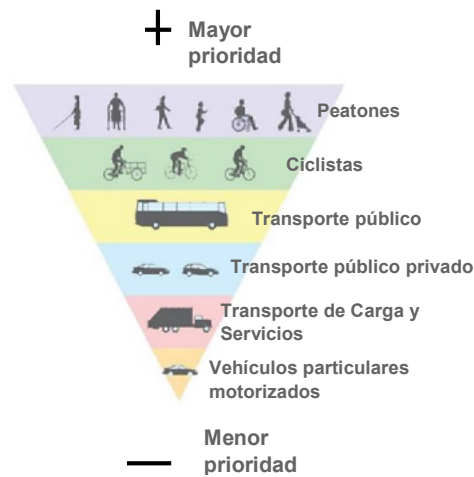 + Mayor
prioridad
Peatones
Ciclistas
Transporte público
Transporte público privado
Transporte de Carga y
Servicios
Vehículos particulares
motorizados
Menor
— prioridad